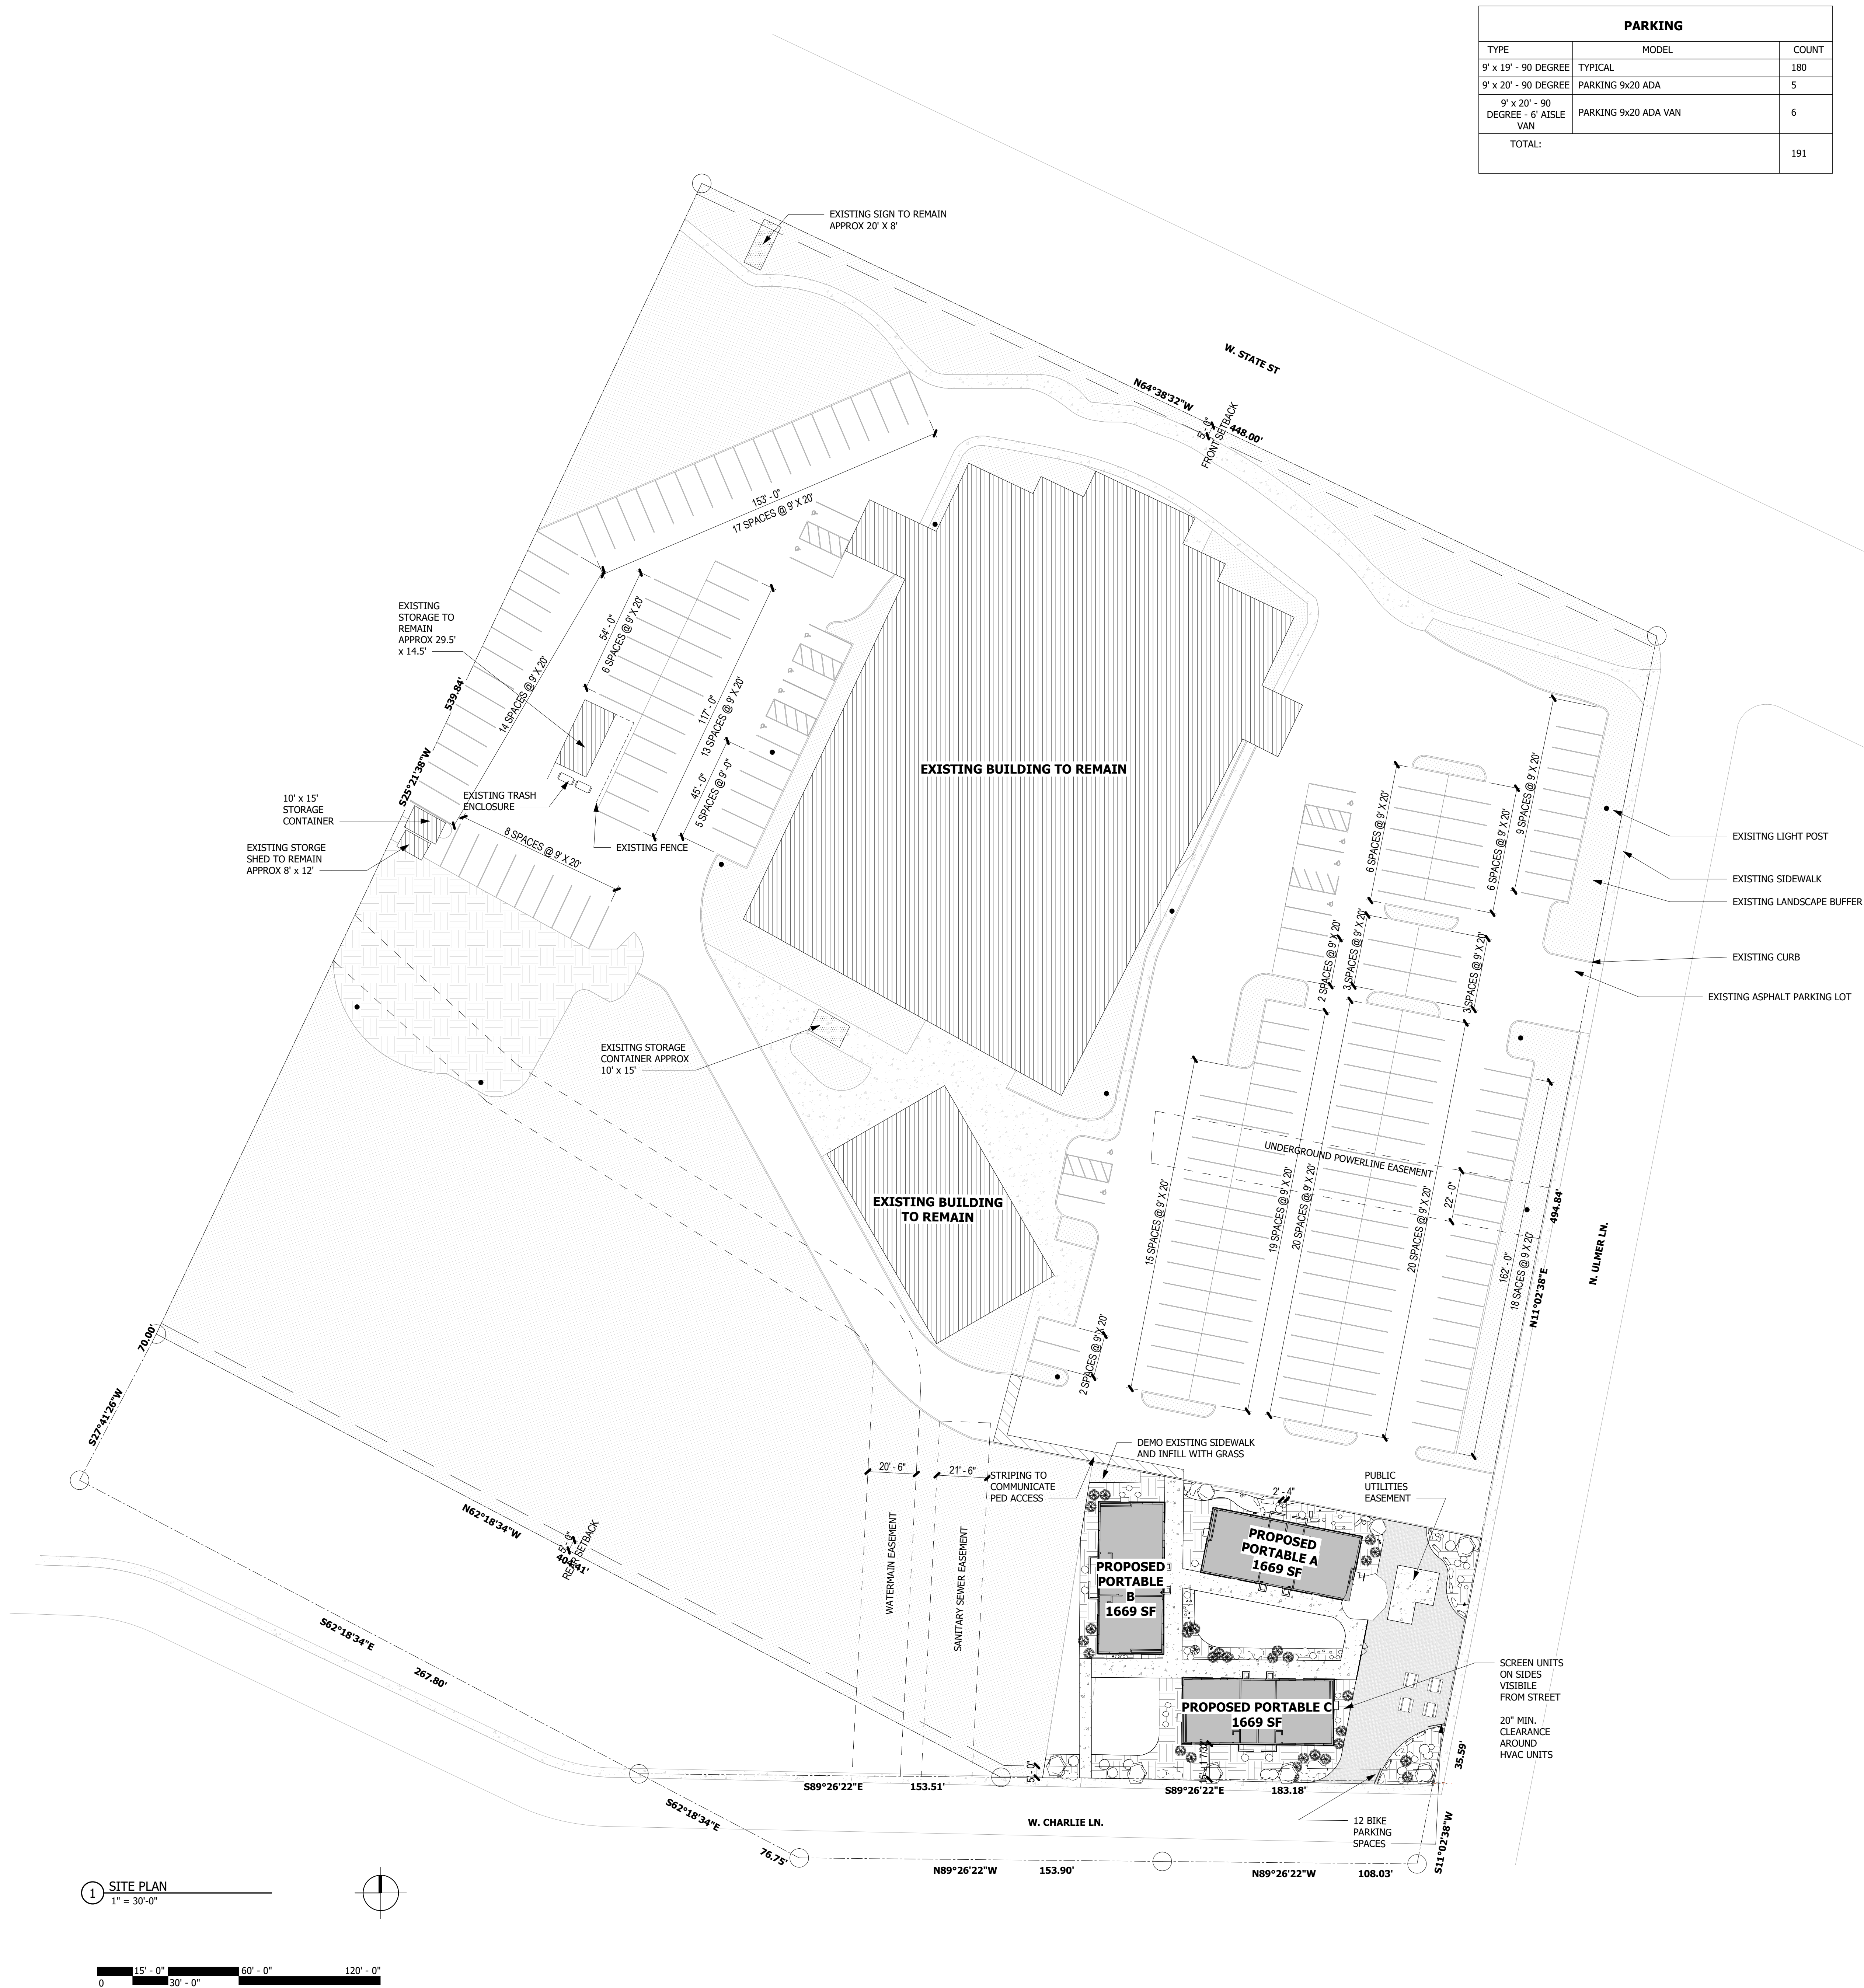 PARKING
TYPE MODEL COUNT
9' x 19' - 90 DEGREE TYPICAL 180
9' x 20' - 90 DEGREE PARKING 9x20 ADA 5
9' x 20' - 90
DEGREE - 6' AISLE
VAN
PARKING 9x20 ADA VAN 6
TOTAL:
191
EXISTING SIGN TO REMAIN
APPROX 20' X 8'
W. STATE ST
N64°38'32"W
448.00'
5' - 0"
FRONT SETBACK
153' - 0"
17 SPACES @ 9' X 20'
EXISTING
STORAGE TO
REMAIN
APPROX 29.5'
x 14.5'
54' - 0"
6 SPACES @ 9' X 20'
14 SPACES @ 9' X 20'
539.84'
S25°21'38"W
117' - 0"
13 SPACES @ 9' X 20'
45' - 0"
5 SPACES @ 9'-0"
EXISTING BUILDING TO REMAIN
10' x 15'
STORAGE
CONTAINER
EXISTING TRASH
ENCLOSURE
8 SPACES @ 9' X 20'
EXISTING FENCE
EXISTING STORGE
SHED TO REMAIN
APPROX 8' x 12'
6 SPACES @ 9' X 20'
6 SPACES @ 9' X 20'
9 SPACES @ 9' X 20'
EXISITNG LIGHT POST
EXISTING SIDEWALK
EXISTING LANDSCAPE BUFFER
EXISTING CURB
EXISTING ASPHALT PARKING LOT
2 SPACES @ 9' X 20'
3 SPACES @ 9' X 20'
3 SPACES @ 9' X 20'
EXISITNG STORAGE
CONTAINER APPROX
10' x 15'
UNDERGROUND POWERLINE EASEMENT
22' - 0"
15 SPACES @ 9' X 20'
19 SPACES @ 9' X 20'
20 SPACES @ 9' X 20'
20 SPACES @ 9' X 20'
162' - 0"
18 SACES @ 9 X 20'
494.84'
N11°02'38"E
N. ULMER LN.
EXISTING BUILDING
TO REMAIN
2 SPACES @ 9' X 20'
70.00'
S27°41'26"W
DEMO EXISTING SIDEWALK
AND INFILL WITH GRASS
20' - 6"
21' - 6"
STRIPING TO
COMMUNICATE
PED ACCESS
PUBLIC
UTILITIES
EASEMENT
2' - 4"
N62°18'34"W
404.41'
5' - 0"
REAR SETBACK
WATERMAIN EASEMENT
SANITARY SEWER EASEMENT
PROPOSED
PORTABLE A
1669 SF
PROPOSED
PORTABLE
B
1669 SF
S62°18'34"E
267.80'
SCREEN UNITS
ON SIDES
VISIBILE
FROM STREET
20" MIN.
CLEARANCE
AROUND
HVAC UNITS
PROPOSED PORTABLE C
1669 SF
15' - 1 7/32"
5' - 0"
35.59'
S89°26'22"E 153.51'
S89°26'22"E 183.18'
S62°18'34"E
76.75'
W. CHARLIE LN.
12 BIKE
PARKING
SPACES
S11°02'38"W
N89°26'22"W 153.90'
N89°26'22"W 108.03'
1
SITE PLAN
1" = 30'-0"
15' - 0" 60' - 0" 120' - 0"
0 30' - 0"